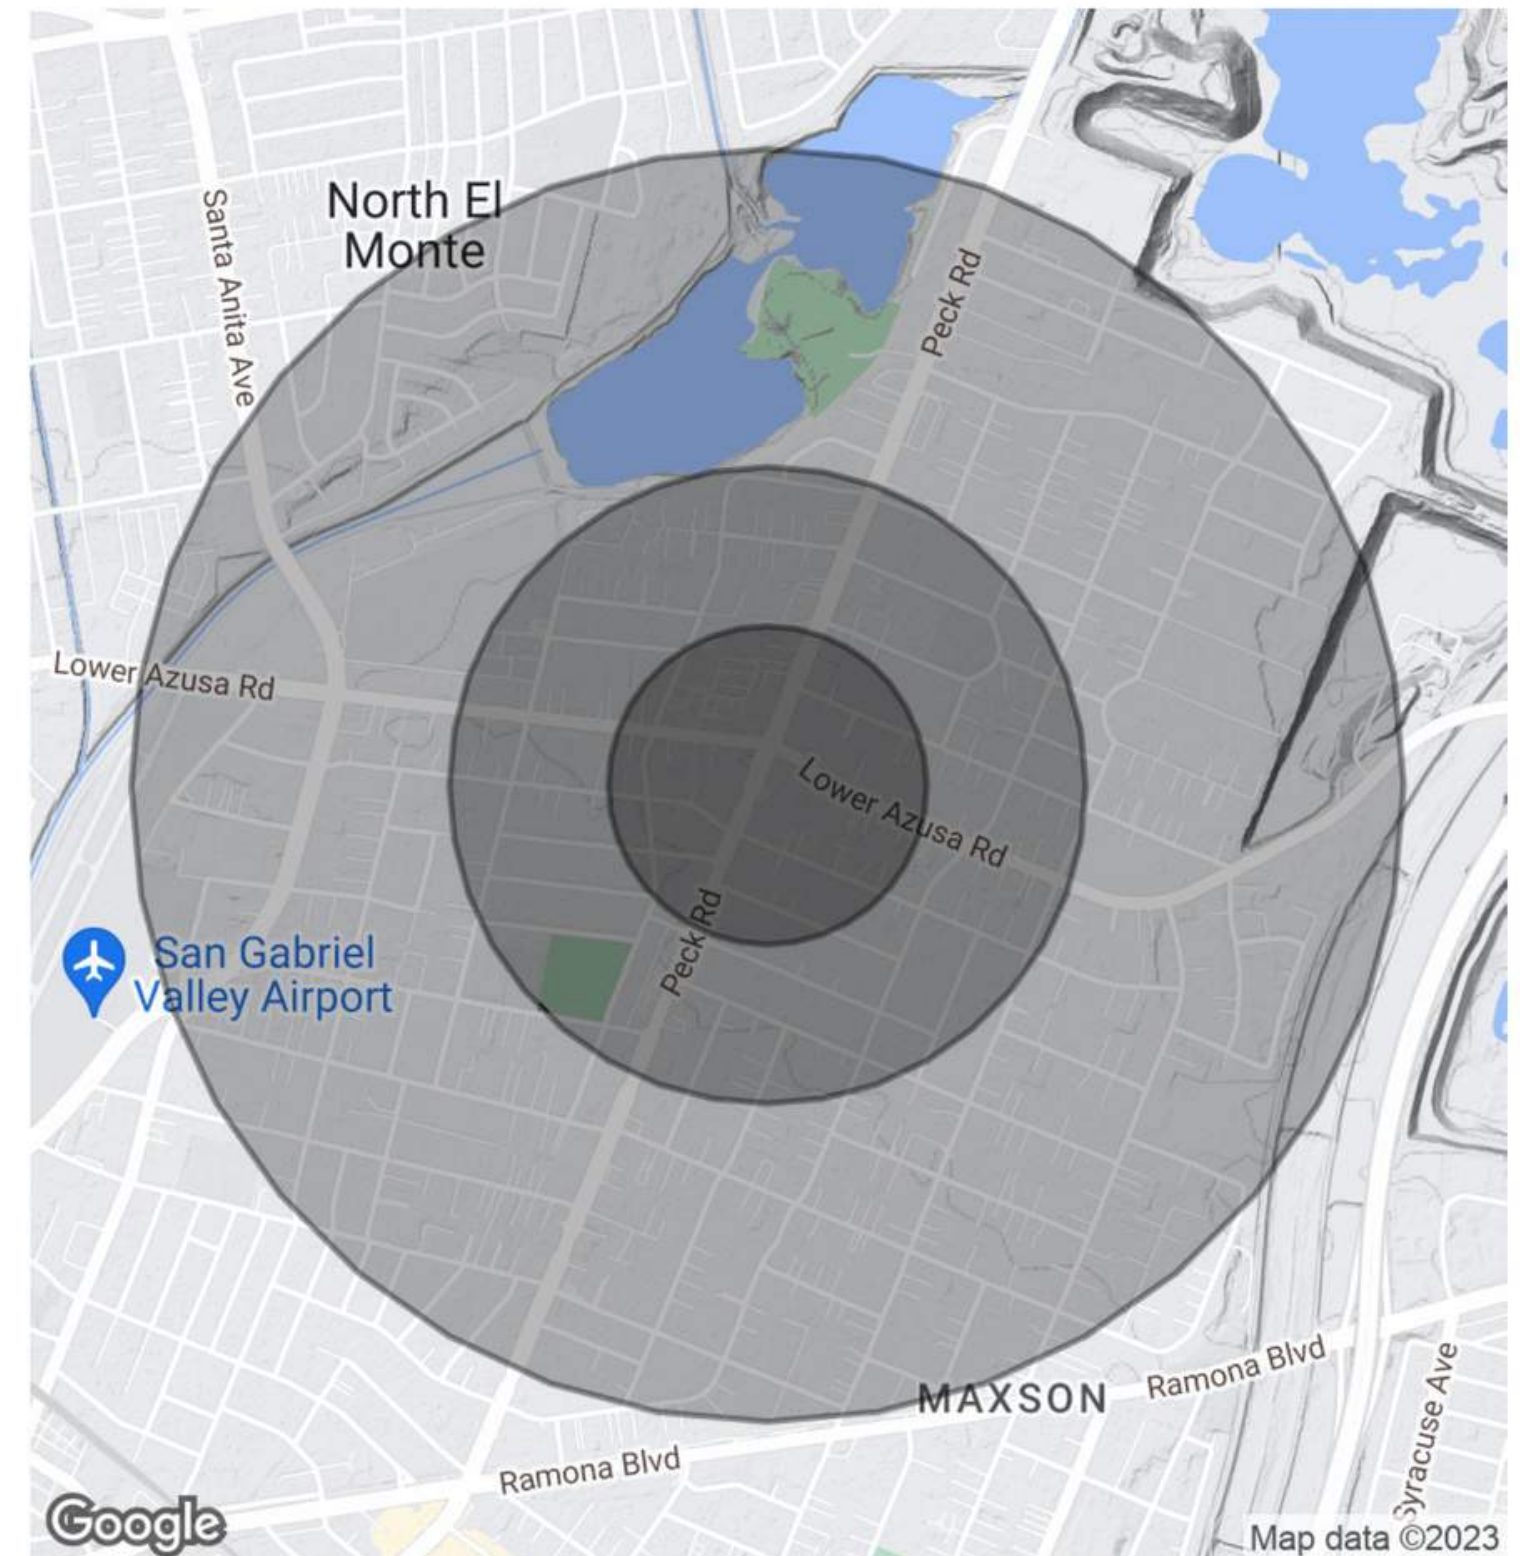 North El
Monte
Santa Anita Ave
Peck Rd
Lower Azusa Rd
Lower Azusa Rd
Peck Rd
San Gabriel
Valley Airport
MAXSON
Ramona Blvd
Ramona Blvd
Syracuse Ave
Google
Map data ©2023